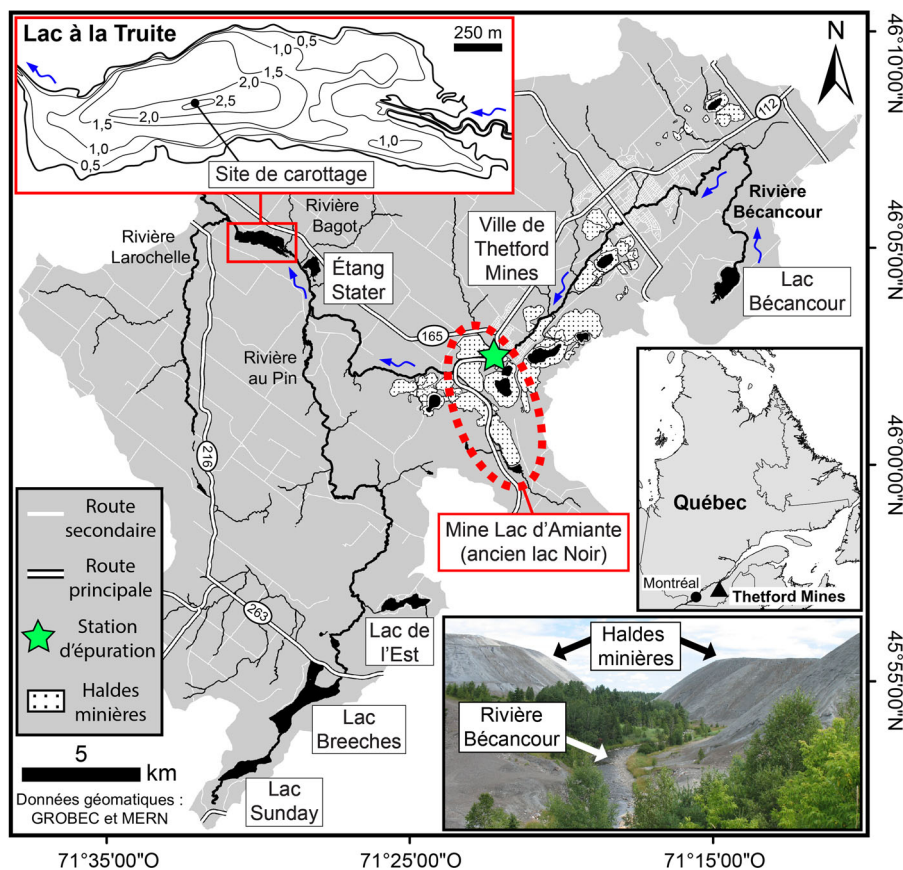 Lac à la Truite
250 m
1,0
0,5
2,0
1,5
2,5
2,0
1,5
1,0
0,5
1,0
Site de carottage
Rivière
Larochelle
Rivière
Bagot
Étang
Stater
Rivière
au Pin
Ville de
Thetford
Mines
112
Rivière
Bécancour
Lac
Bécancour
165
216
263
Mine Lac d'Amiante
(ancien lac Noir)
Lac de
l'Est
Lac
Breeches
Lac
Sunday
N
Québec
Montréal
Thetford Mines
Route
secondaire
Route
principale
Station
d'épuration
Haldes
minières
5
km
Données géomatiques :
GROBEC et MERN
Haldes
minières
Rivière
Bécancour
46°10'00"N
46°05'00"N
46°00'00"N
45°55'00"N
71°35'00"O
71°25'00"O
71°15'00"O